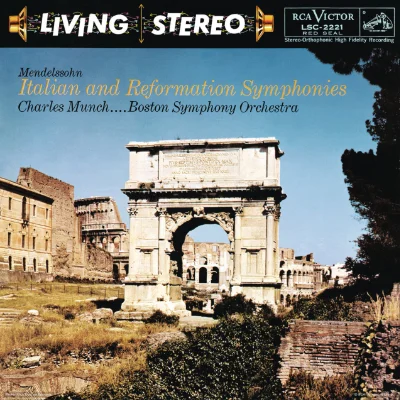 LIVING STEREO
RCA VICTOR
LSC-2221
RED SEAL
Stereo-Orthophonic High Fidelity Recording
Mendelssohn
Italian and Reformation Symphonies
Charles Munch....Boston Symphony Orchestra